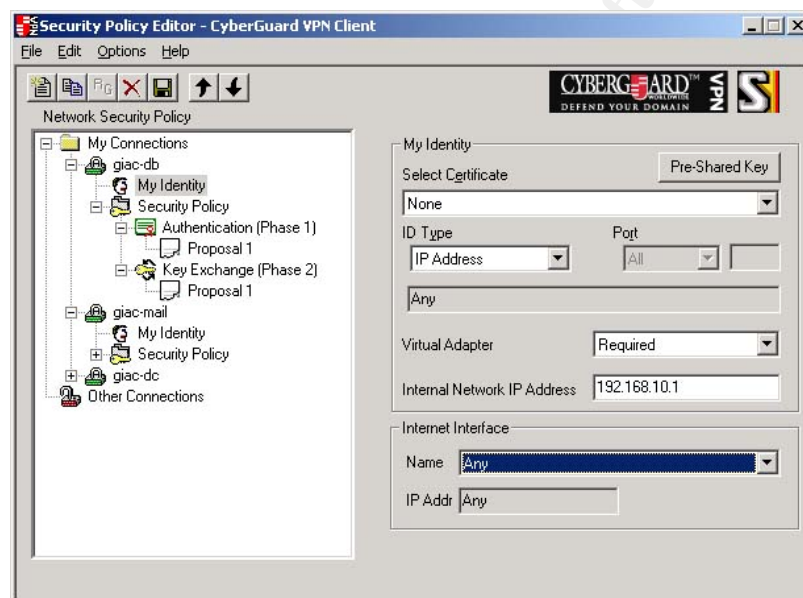 Security Policy Editor - CyberGuard VPN Client
File Edit Options Help
CYBERGUARD™
WORLDWIDE
DEFEND YOUR DOMAIN
VPN
S
Network Security Policy
My Connections
giac-db
My Identity
Security Policy
Authentication (Phase 1)
Proposal 1
Key Exchange (Phase 2)
Proposal 1
giac-mail
My Identity
Security Policy
giac-dc
Other Connections
My Identity
Select Certificate
Pre-Shared Key
None
ID Type Port
IP Address All
Any
Virtual Adapter Required
Internal Network IP Address 192.168.10.1
Internet Interface
Name Any
IP Addr Any